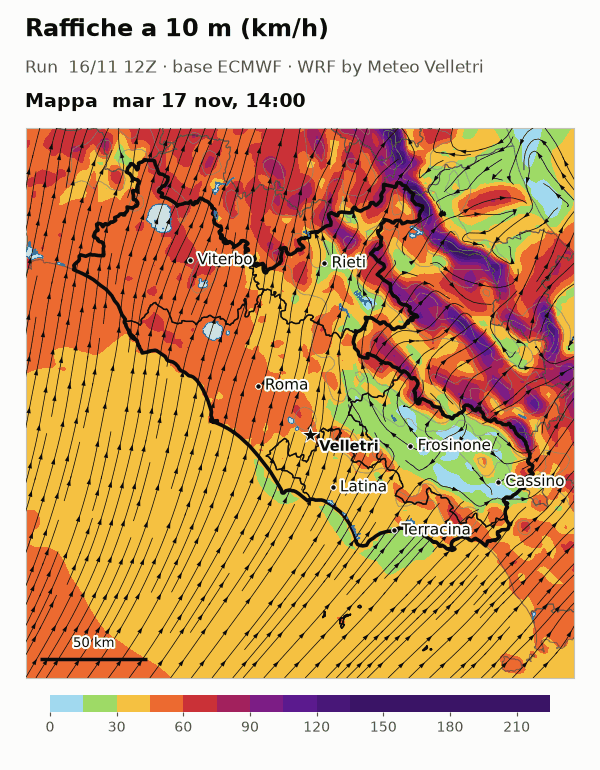 Raffiche a 10 m (km/h)
Run  16/11 12Z · base ECMWF · WRF by Meteo Velletri
Mappa  mar 17 nov, 14:00
Viterbo
Rieti
Roma
Velletri
Frosinone
Cassino
Latina
Terracina
50 km
0 30 60 90 120 150 180 210